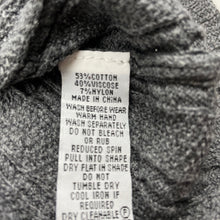 53%COTTON
40%VISCOSE
7%NYLON
MADE IN CHINA
WASH BEFORE WEAR
WARM HAND
WASH SEPARATELY
DO NOT BLEACH
OR RUB
REDUCED SPIN
PULL INTO SHAPE
DRY FLAT IN SHADE
DO NOT
TUMBLE DRY
COOL IRON IF
REQUIRED
DRY CLEANABLE Ⓟ